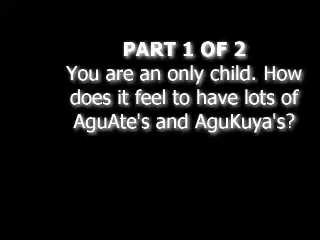 PART 1 OF 2
You are an only child. How
does it feel to have lots of
AguAte's and AguKuya's?